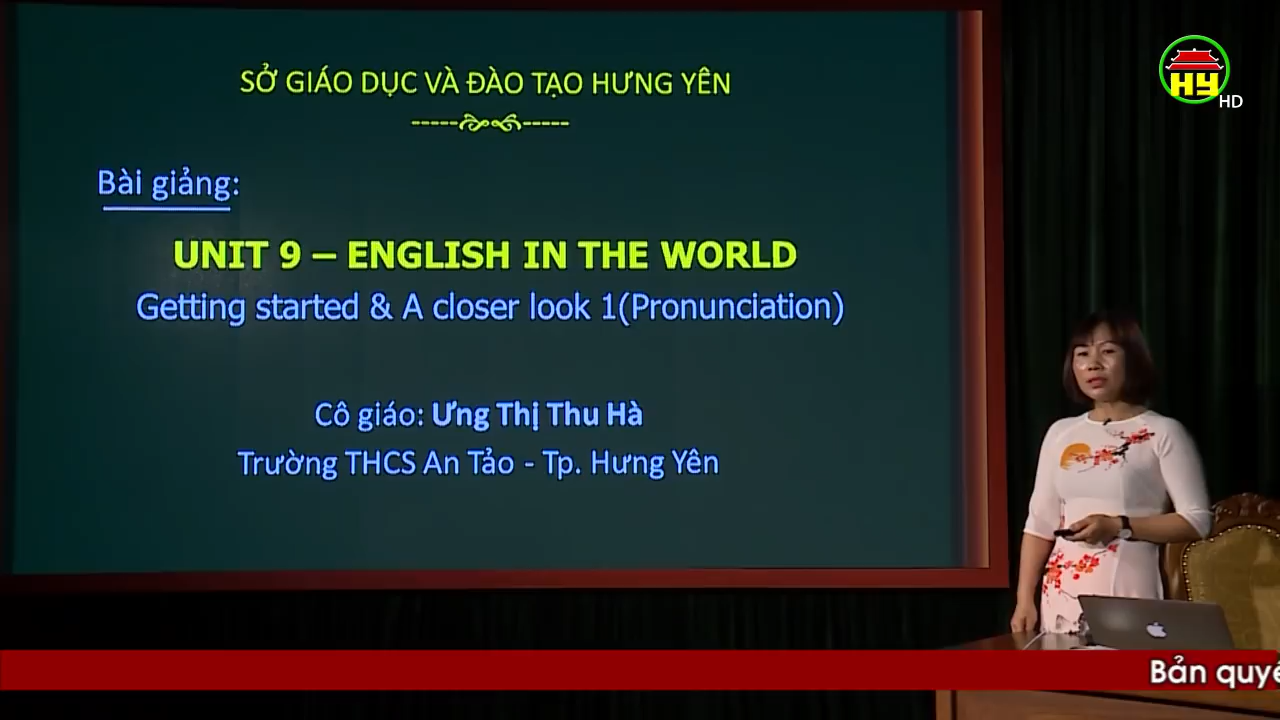 SỞ GIÁO DỤC VÀ ĐÀO TẠO HƯNG YÊN
Bài giảng:
UNIT 9 – ENGLISH IN THE WORLD
Getting started & A closer look 1(Pronunciation)
Cô giáo: Ưng Thị Thu Hà
Trường THCS An Tảo - Tp. Hưng Yên
HY
HD
Bản quyề